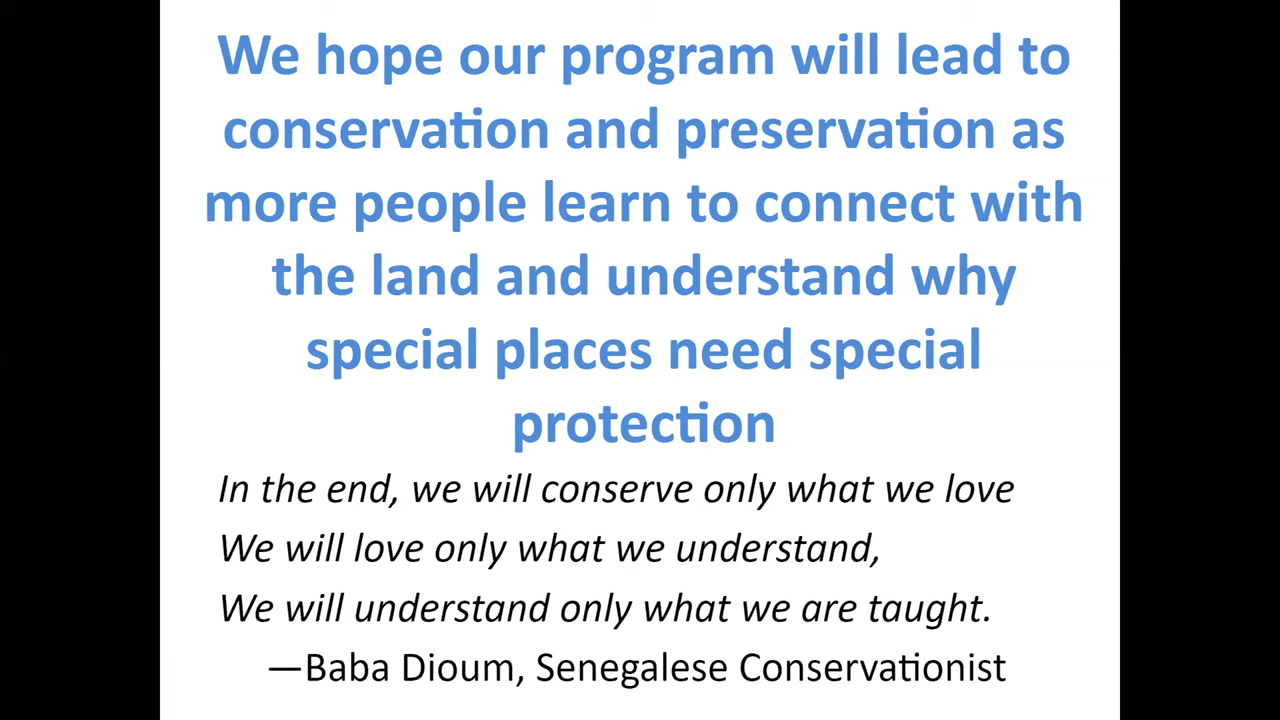 We hope our program will lead to
conservation and preservation as
more people learn to connect with
the land and understand why
special places need special
protection
In the end, we will conserve only what we love
We will love only what we understand,
We will understand only what we are taught.
—Baba Dioum, Senegalese Conservationist